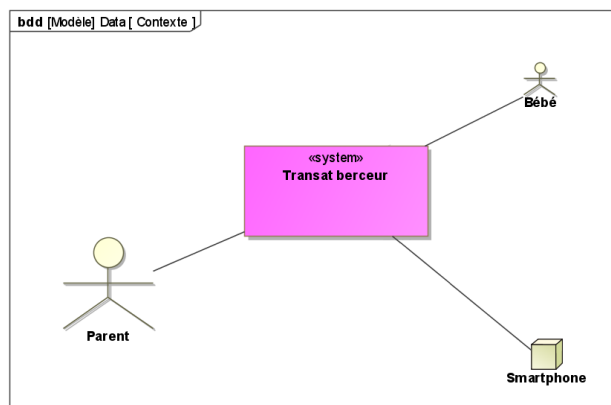 bdd [Modèle] Data [ Contexte ]
Bébé
«system»
Transat berceur
Parent
Smartphone